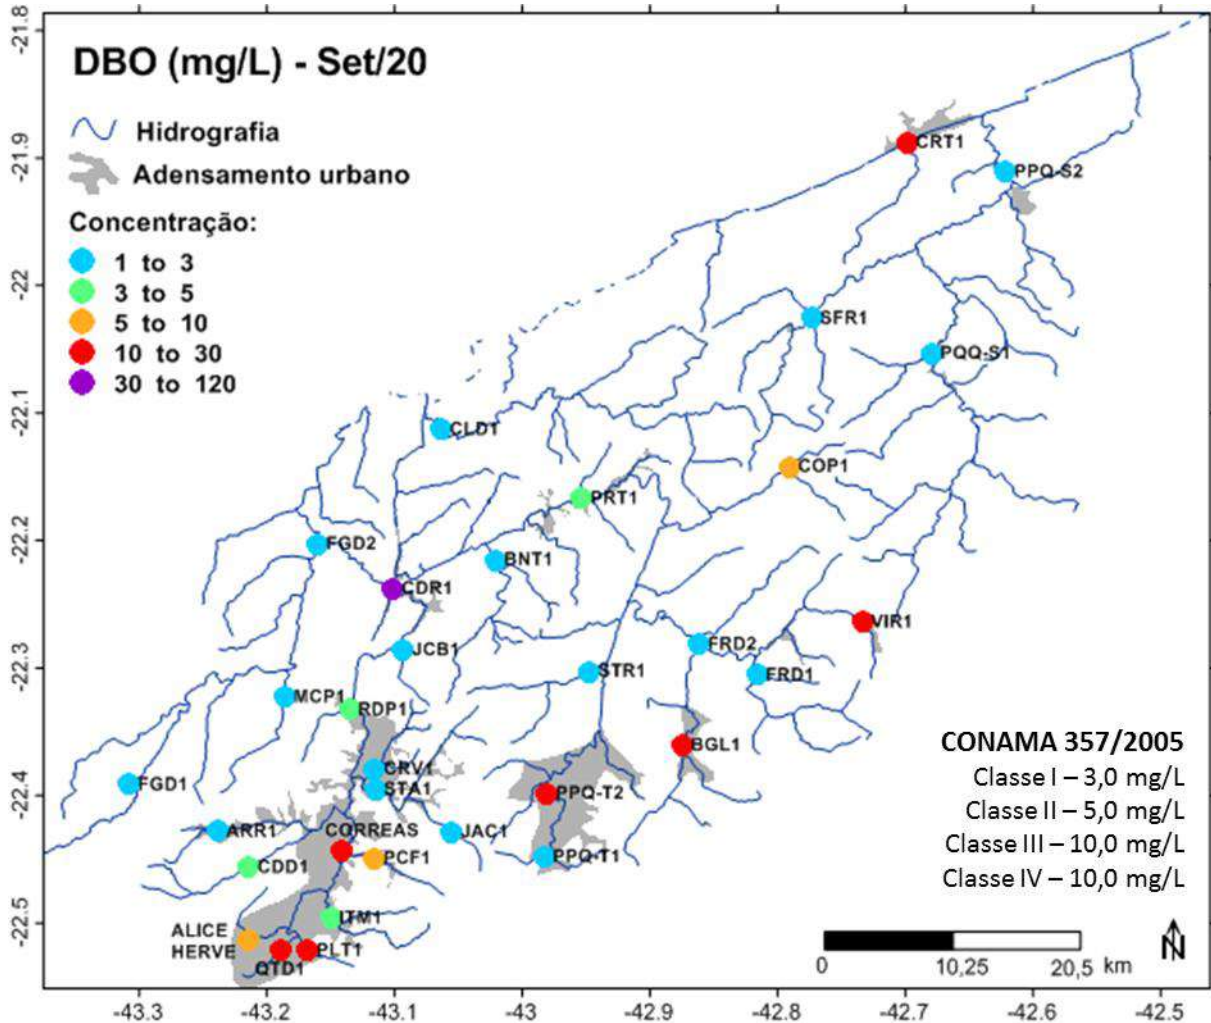 DBO (mg/L) - Set/20
Hidrografia
Adensamento urbano
Concentração:
1 to 3
3 to 5
5 to 10
10 to 30
30 to 120
-21.8
-21.9
-22
-22.1
-22.2
-22.3
-22.4
-22.5
CRT1
PPQ-S2
SFR1
PQQ-S1
CLD1
COP1
PRT1
FGD2
BNT1
CDR1
VIR1
JCB1
FRD2
STR1
FRD1
MCP1
RDP1
BGL1
CRV1
FGD1
STA1
PPQ-T2
ARR1
CORREAS
JAC1
CDD1
PCF1
PPQ-T1
ITM1
ALICE
HERVE
PLT1
QTD1
CONAMA 357/2005
Classe I – 3,0 mg/L
Classe II – 5,0 mg/L
Classe III – 10,0 mg/L
Classe IV – 10,0 mg/L
N
0 10,25 20,5 km
-43.3 -43.2 -43.1 -43 -42.9 -42.8 -42.7 -42.6 -42.5